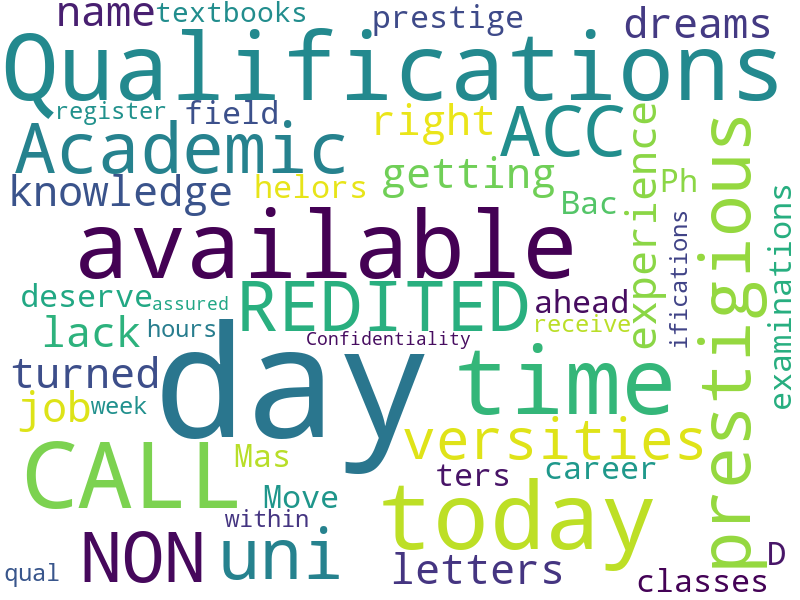 name textbooks prestige dreams
Qualifications
register field right ACC
Academic getting experience prestigious
knowledge helors Bac Ph
available ifications examinations
deserve assured REDITED ahead
lack hours Confidentiality receive
turned day time
job week versities
CALL Mas ters career
Move today
NON uni within letters D
qual classes